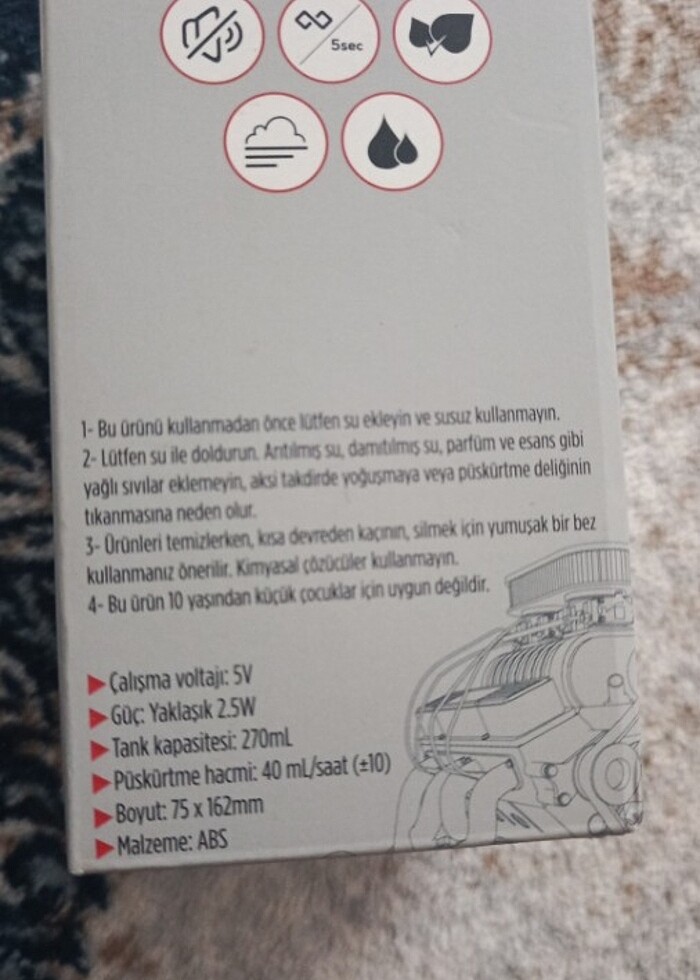 5sec
1- Bu ürünü kullanmadan önce lütfen su ekleyin ve susuz kullanmayın.
2- Lütfen su ile doldurun. Arıtılmış su, damıtılmış su, parfüm ve esans gibi
yağlı sıvılar eklemeyin, aksi takdirde yoğuşmaya veya püskürtme deliğinin
tıkanmasına neden olur.
3- Ürünleri temizlerken, kısa devreden kaçının, silmek için yumuşak bir bez
kullanmanız önerilir. Kimyasal çözücüler kullanmayın.
4- Bu ürün 10 yaşından küçük çocuklar için uygun değildir.
Çalışma voltajı: 5V
Güç: Yaklaşık 2.5W
Tank kapasitesi: 270mL
Püskürtme hacmi: 40 mL/saat (±10)
Boyut: 75 x 162mm
Malzeme: ABS